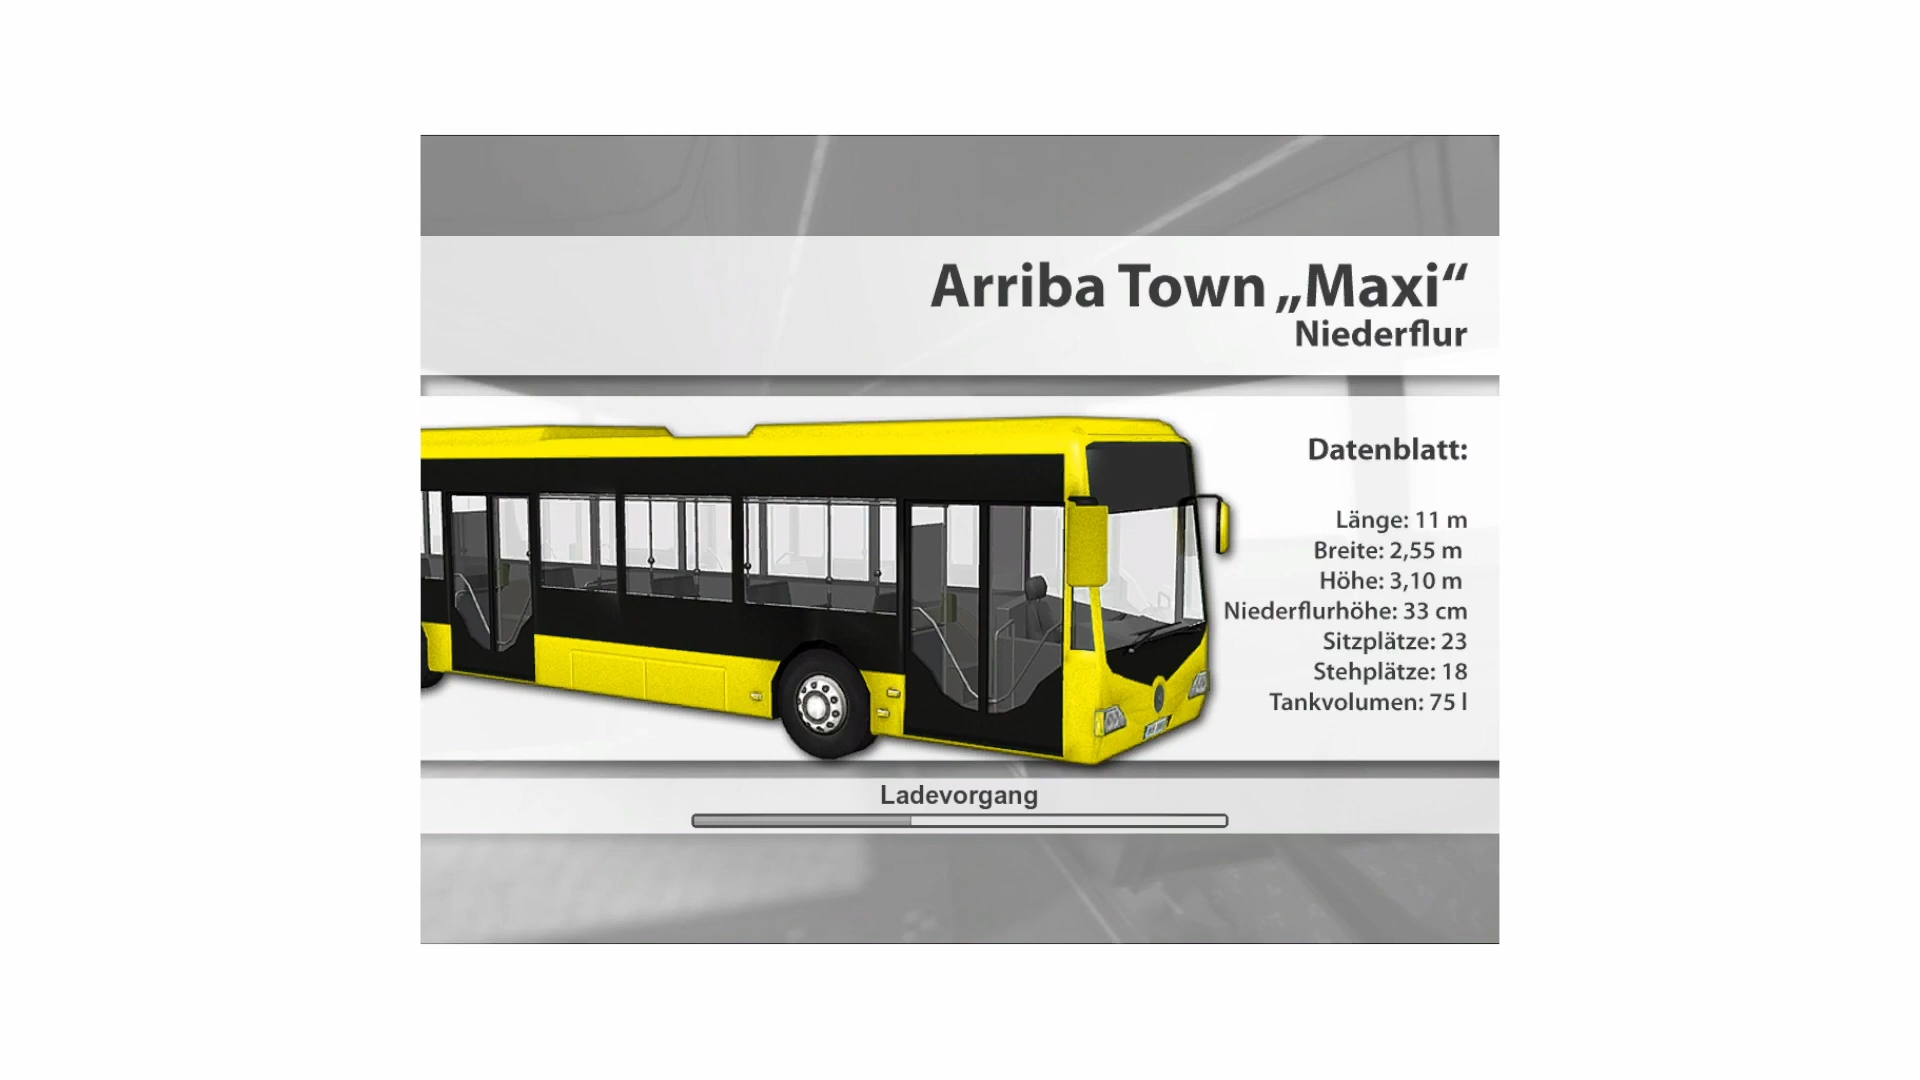 Arriba Town „Maxi“
Niederflur
Datenblatt:
Länge: 11 m
Breite: 2,55 m
Höhe: 3,10 m
Niederflurhöhe: 33 cm
Sitzplätze: 23
Stehplätze: 18
Tankvolumen: 75 l
Ladevorgang